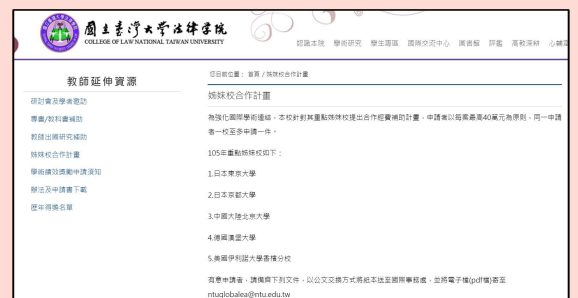 國立臺灣大學法律學院
COLLEGE OF LAW NATIONAL TAIWAN UNIVERSITY
認識本院 學術研究 學生專區 國際交流中心 圖書館 評鑑 高教深耕 心輔
教師延伸資源
研討會及學者邀訪
專書/教科書補助
教師出國研究補助
姊妹校合作計畫
學術績效獎勵申請須知
辦法及申請書下載
歷年得獎名單
您目前位置： 首頁 / 姊妹校合作計畫
姊妹校合作計畫
為強化國際學術連結，本校針對其重點姊妹校提出合作經費補助計畫，申請者以每案最高40萬元為原則，同一申請
者一校至多申請一件。
105年重點姊妹校如下：
1.日本東京大學
2.日本京都大學
3.中國大陸北京大學
4.德國漢堡大學
5.美國伊利諾大學香檳分校
有意申請者，請備齊下列文件，以公文交換方式將紙本送至國際事務處，並將電子檔(pdf檔)寄至
ntuglobalea@ntu.edu.tw